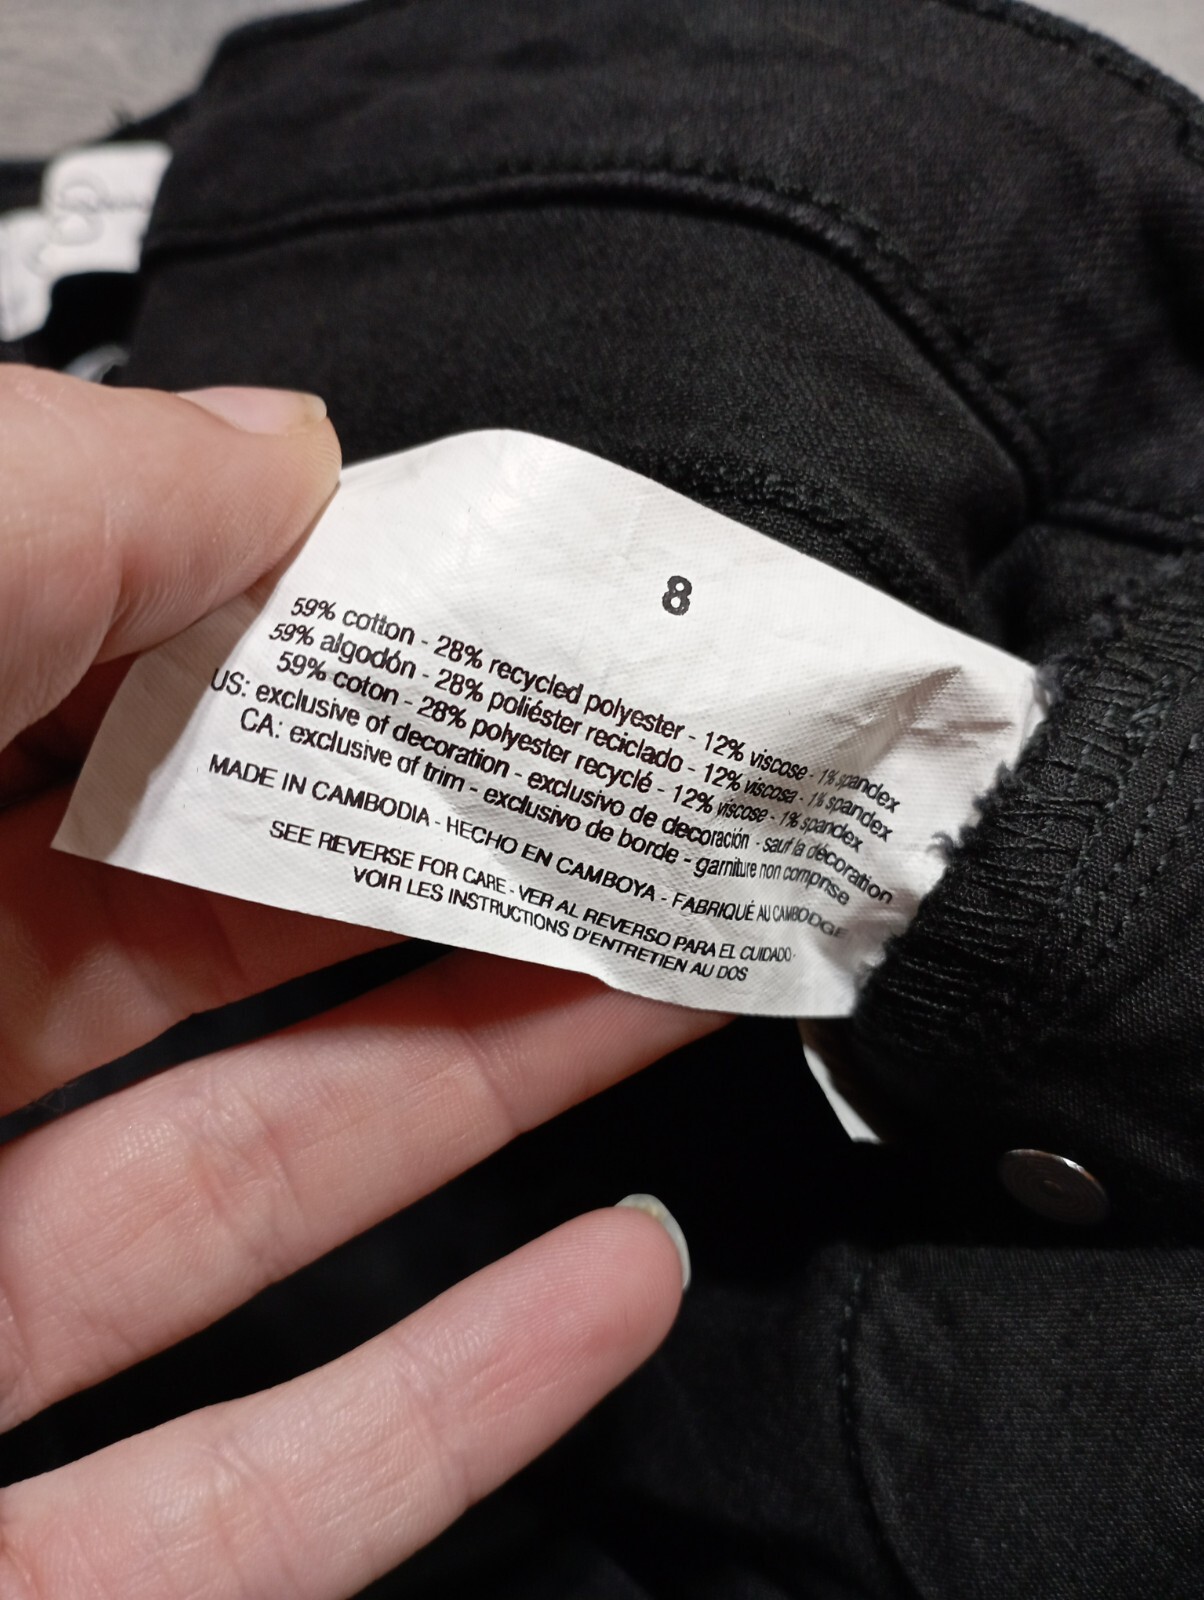 8
59% cotton - 28% recycled polyester - 12% viscose - 1% spandex
59% algodón - 28% poliéster reciclado - 12% viscosa - 1% spandex
59% coton - 28% polyester recyclé - 12% viscose - 1% spandex
US: exclusive of decoration - exclusivo de decoración - sauf la décoration
CA: exclusive of trim - exclusivo de borde - garniture non comprise
MADE IN CAMBODIA - HECHO EN CAMBOYA - FABRIQUÉ AU CAMBODGE
SEE REVERSE FOR CARE - VER AL REVERSO PARA EL CUIDADO-
VOIR LES INSTRUCTIONS D'ENTRETIEN AU DOS